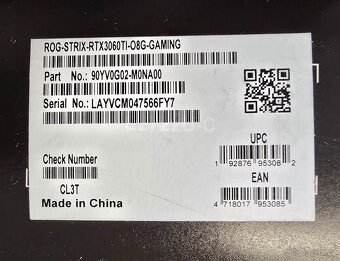 ROG-STRIX-RTX3060TI-O8G-GAMING
Part No.: 90YV0G02-M0NA00
Serial No.: LAYVCM047566FY7
UPC
1 92876 95308 2
Check Number
EAN
CL3T
Made in China
4 718017 953085